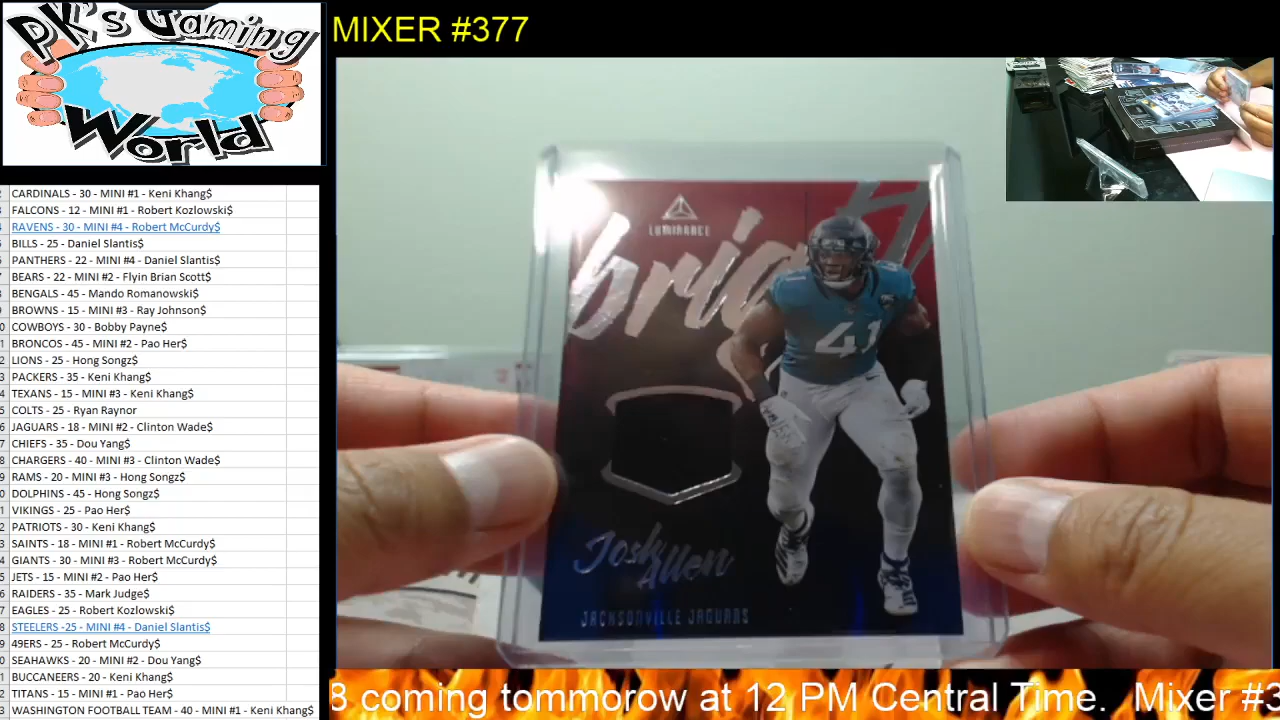 PK's Gaming
World
MIXER #377
CARDINALS - 30 - MINI #1 - Keni Khang$
FALCONS - 12 - MINI #1 - Robert Kozlowski$
RAVENS - 30 - MINI #4 - Robert McCurdy$
BILLS - 25 - Daniel Slantis$
PANTHERS - 22 - MINI #4 - Daniel Slantis$
BEARS - 22 - MINI #2 - Flyin Brian Scott$
BENGALS - 45 - Mando Romanowski$
BROWNS - 15 - MINI #3 - Ray Johnson$
COWBOYS - 30 - Bobby Payne$
BRONCOS - 45 - MINI #2 - Pao Her$
LIONS - 25 - Hong Songz$
PACKERS - 35 - Keni Khang$
TEXANS - 15 - MINI #3 - Keni Khang$
COLTS - 25 - Ryan Raynor
JAGUARS - 18 - MINI #2 - Clinton Wade$
CHIEFS - 35 - Dou Yang$
CHARGERS - 40 - MINI #3 - Clinton Wade$
RAMS - 20 - MINI #3 - Hong Songz$
DOLPHINS - 45 - Hong Songz$
VIKINGS - 25 - Pao Her$
PATRIOTS - 30 - Keni Khang$
SAINTS - 18 - MINI #1 - Robert McCurdy$
GIANTS - 30 - MINI #3 - Robert McCurdy$
JETS - 15 - MINI #2 - Pao Her$
RAIDERS - 35 - Mark Judge$
EAGLES - 25 - Robert Kozlowski$
STEELERS -25 - MINI #4 - Daniel Slantis$
49ERS - 25 - Robert McCurdy$
SEAHAWKS - 20 - MINI #2 - Dou Yang$
BUCCANEERS - 20 - Keni Khang$
TITANS - 15 - MINI #1 - Pao Her$
WASHINGTON FOOTBALL TEAM - 40 - MINI #1 - Keni Khang$
LUMINANCE
brig
41
Josh
Allen
JACKSONVILLE JAGUARS
8 coming tommorow at 12 PM Central Time. Mixer #3